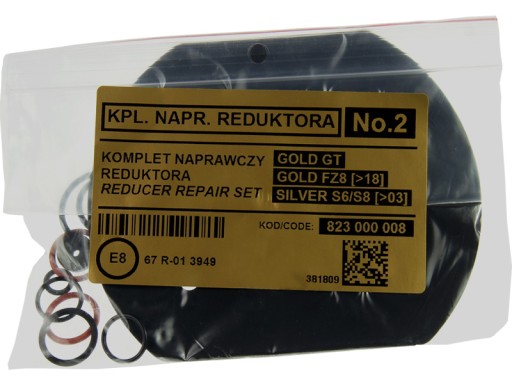 KPL. NAPR. REDUKTORA No.2
KOMPLET NAPRAWCZY GOLD GT
REDUKTORA GOLD FZ8 [>18]
REDUCER REPAIR SET SILVER S6/S8 [>03]
KOD/CODE: 823 000 008
E8 67 R-01 3949
381809